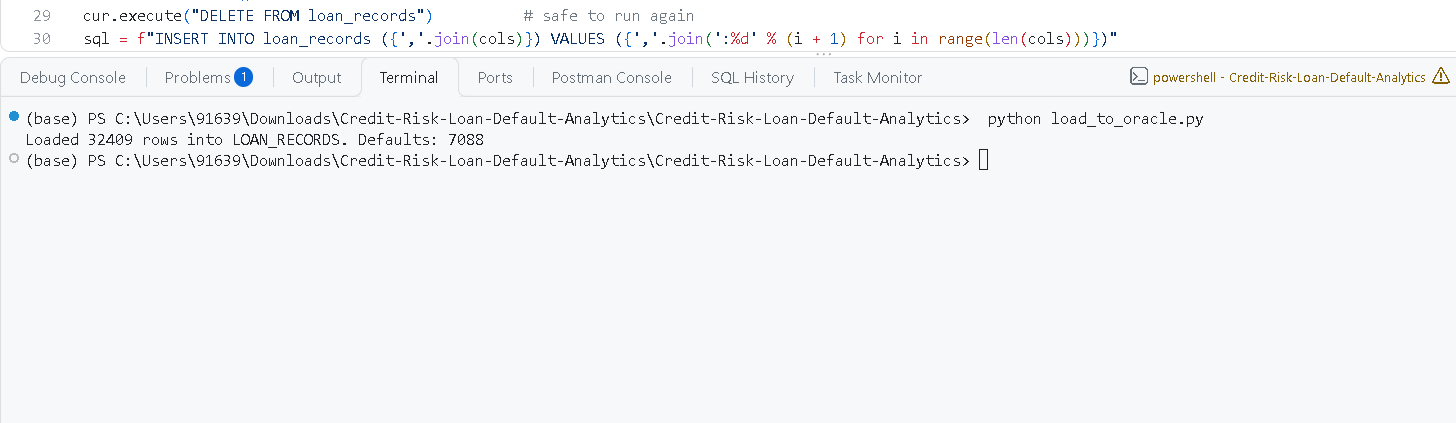 29 cur.execute("DELETE FROM loan_records") # safe to run again
30 sql = f"INSERT INTO loan_records ({','.join(cols)}) VALUES ({','.join(':%d' % (i + 1) for i in range(len(cols)))})"
Debug Console Problems 1 Output Terminal Ports Postman Console SQL History Task Monitor powershell - Credit-Risk-Loan-Default-Analytics
(base) PS C:\Users\91639\Downloads\Credit-Risk-Loan-Default-Analytics\Credit-Risk-Loan-Default-Analytics> python load_to_oracle.py
Loaded 32409 rows into LOAN_RECORDS. Defaults: 7088
(base) PS C:\Users\91639\Downloads\Credit-Risk-Loan-Default-Analytics\Credit-Risk-Loan-Default-Analytics>